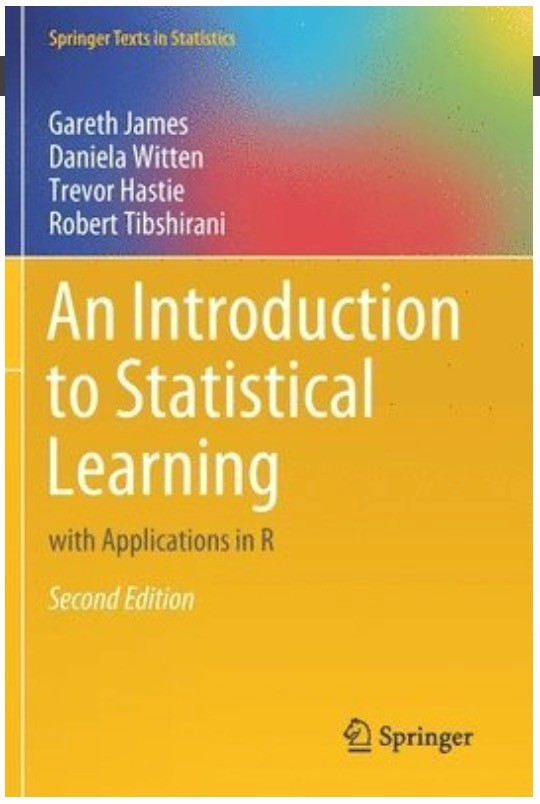 Springer Texts in Statistics
Gareth James
Daniela Witten
Trevor Hastie
Robert Tibshirani
An Introduction
to Statistical
Learning
with Applications in R
Second Edition
Springer